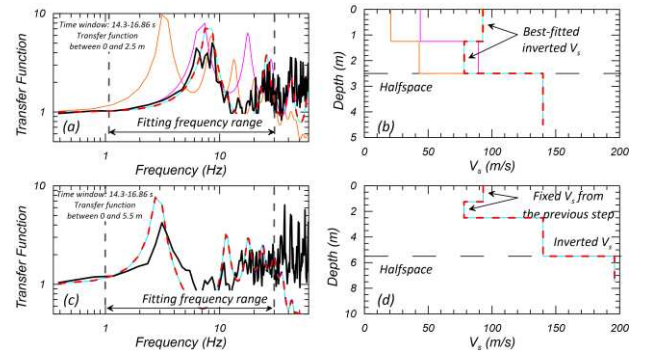 10
Time window: 14.3-16.86 s
Transfer function
between 0 and 2.5 m
Transfer Function
1
(a)
Fitting frequency range
1
10
Frequency (Hz)
0
1
2
3
4
5
Depth (m)
Best-fitted
inverted Vs
Halfspace
(b)
0
50
100
150
200
Vs (m/s)
10
Time window: 14.3-16.86 s
Transfer function
between 0 and 5.5 m
Transfer Function
1
(c)
Fitting frequency range
1
10
Frequency (Hz)
0
2
4
6
8
10
Depth (m)
Fixed Vs from
the previous step
Inverted Vs
Halfspace
(d)
0
50
100
150
200
Vs (m/s)